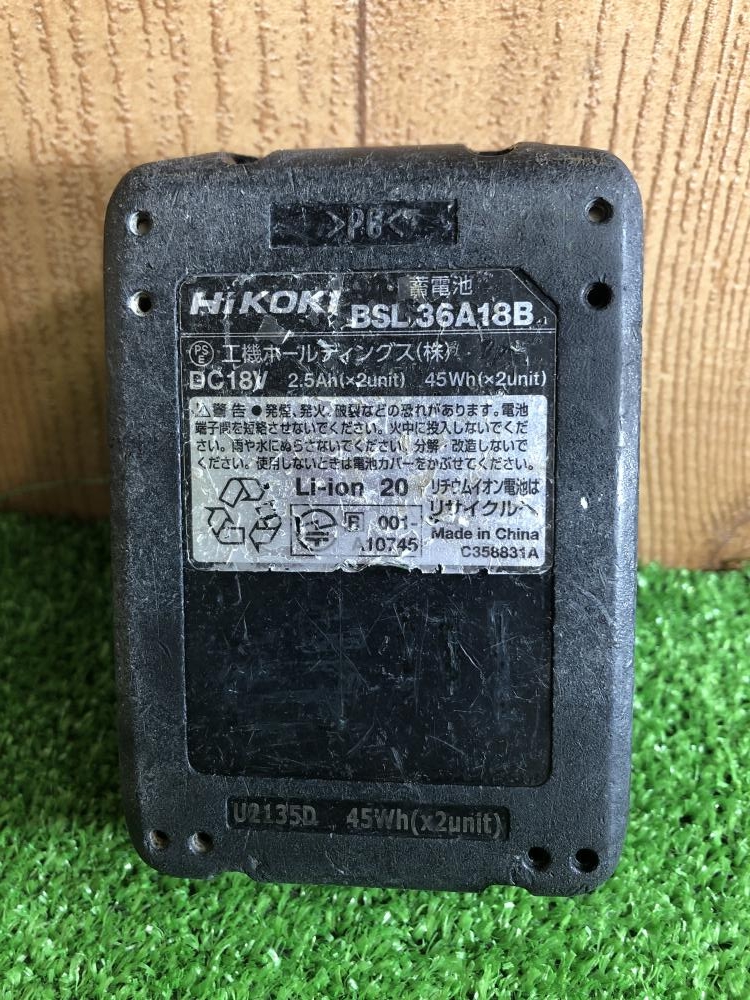 >PC<
HiKOKI 蓄電池
BSL 36A18B
PS E 工機ホールディングス(株)
DC18V 2.5Ah(×2unit) 45Wh(×2unit)
⚠警告 ●発煙、発火、破裂などの恐れがあります。電池
端子間を短絡させないでください。火中に投入しないでくだ
さい。雨や水にぬらさないでください。分解・改造しないで
ください。使用しないときは電池カバーをかぶせてください。
Li-ion 20 リチウムイオン電池は
リサイクルへ
R 001-
A10745
Made in China
C358831A
U2135D 45Wh(x2unit)